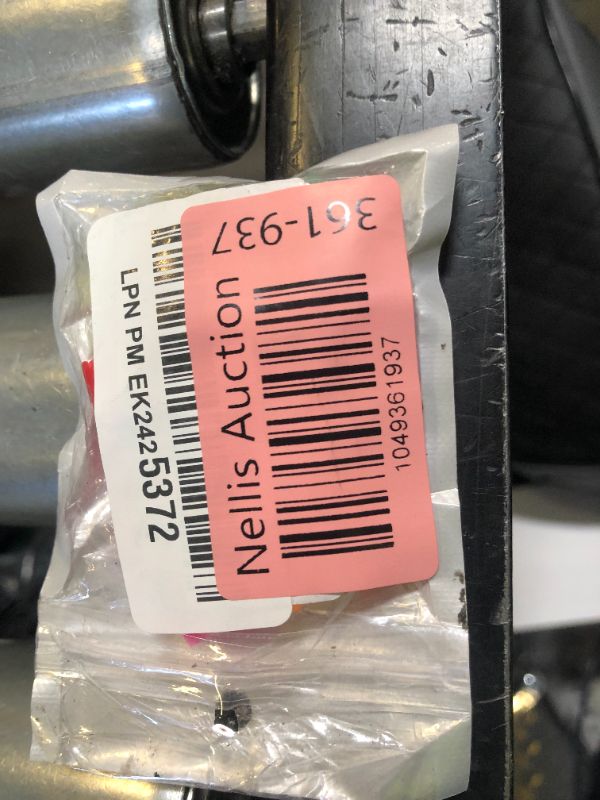 361-937
Nellis Auction
1049361937
LPN PM EK2425372